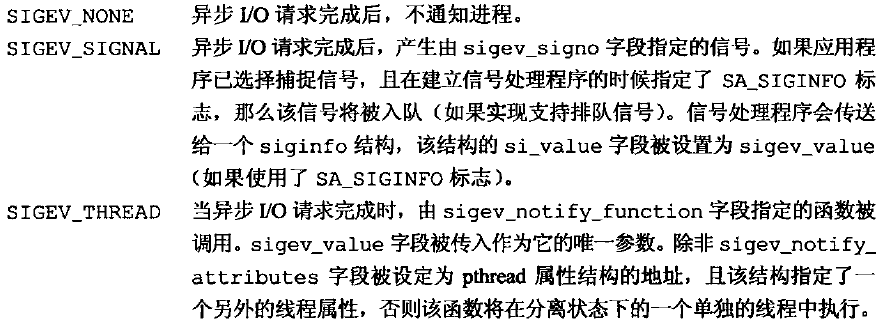 SIGEV_NONE 异步 I/O 请求完成后，不通知进程。
SIGEV_SIGNAL 异步 I/O 请求完成后，产生由 sigev_signo 字段指定的信号。如果应用程
序已选择捕捉信号，且在建立信号处理程序的时候指定了 SA_SIGINFO 标
志，那么该信号将被入队（如果实现支持排队信号）。信号处理程序会传送
给一个 siginfo 结构，该结构的 si_value 字段被设置为 sigev_value
（如果使用了 SA_SIGINFO 标志）。
SIGEV_THREAD 当异步 I/O 请求完成时，由 sigev_notify_function 字段指定的函数被
调用。sigev_value 字段被传入作为它的唯一参数。除非 sigev_notify_
attributes 字段被设定为 pthread 属性结构的地址，且该结构指定了一
个另外的线程属性，否则该函数将在分离状态下的一个单独的线程中执行。